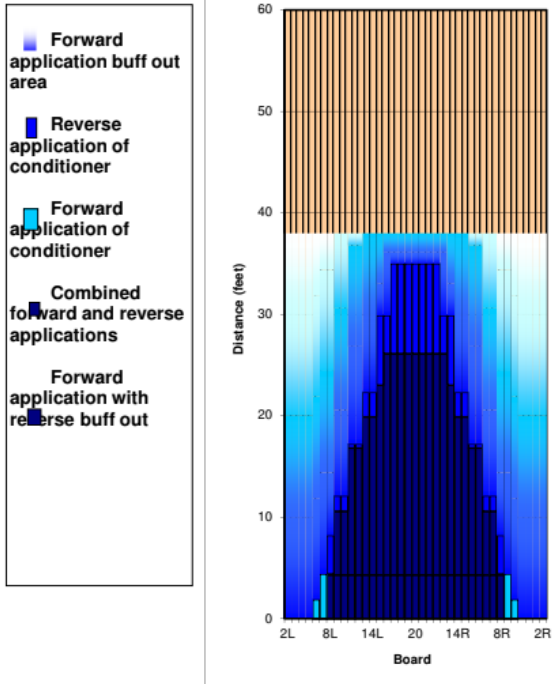 Forward
application buff out
area
Reverse
application of
conditioner
Forward
application of
conditioner
Combined
forward and reverse
applications
Forward
application with
reverse buff out
60
50
40
30
20
10
0
Distance (feet)
2L 8L 14L 20 14R 8R 2R
Board